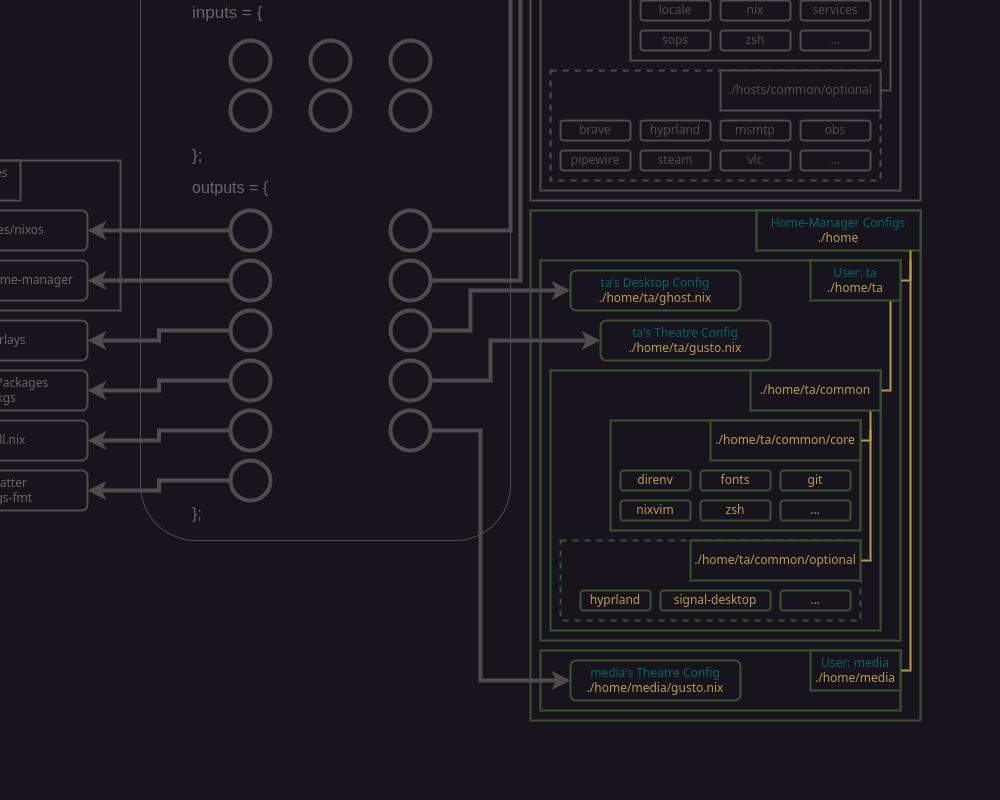 inputs = {
};
outputs = {
};
es
es/nixos
me-manager
rlays
Packages
kgs
ll.nix
atter
gs-fmt
locale
nix
services
sops
zsh
...
./hosts/common/optional
brave
hyprland
msmtp
obs
pipewire
steam
vlc
...
Home-Manager Configs
./home
User: ta
./home/ta
ta's Desktop Config
./home/ta/ghost.nix
ta's Theatre Config
./home/ta/gusto.nix
./home/ta/common
./home/ta/common/core
direnv
fonts
git
nixvim
zsh
...
./home/ta/common/optional
hyprland
signal-desktop
...
User: media
./home/media
media's Theatre Config
./home/media/gusto.nix